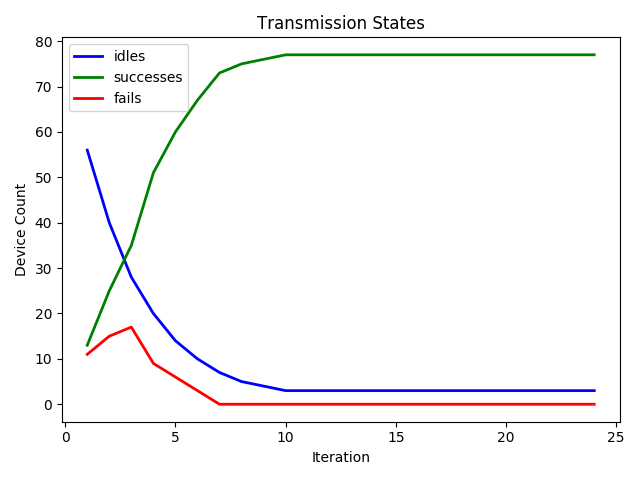 Transmission States
idles
successes
fails
Device Count
80
70
60
50
40
30
20
10
0
0 5 10 15 20 25
Iteration